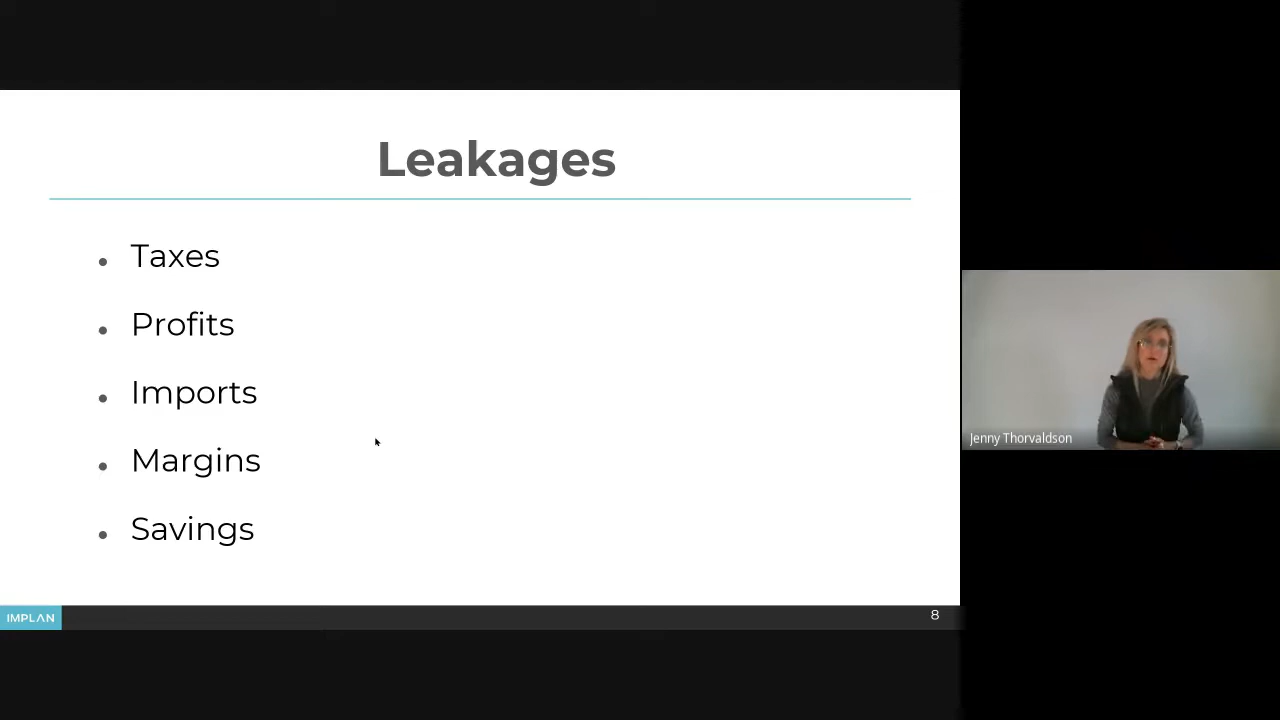 Leakages
• Taxes
• Profits
• Imports
• Margins
• Savings
IMPLAN
8
Jenny Thorvaldson